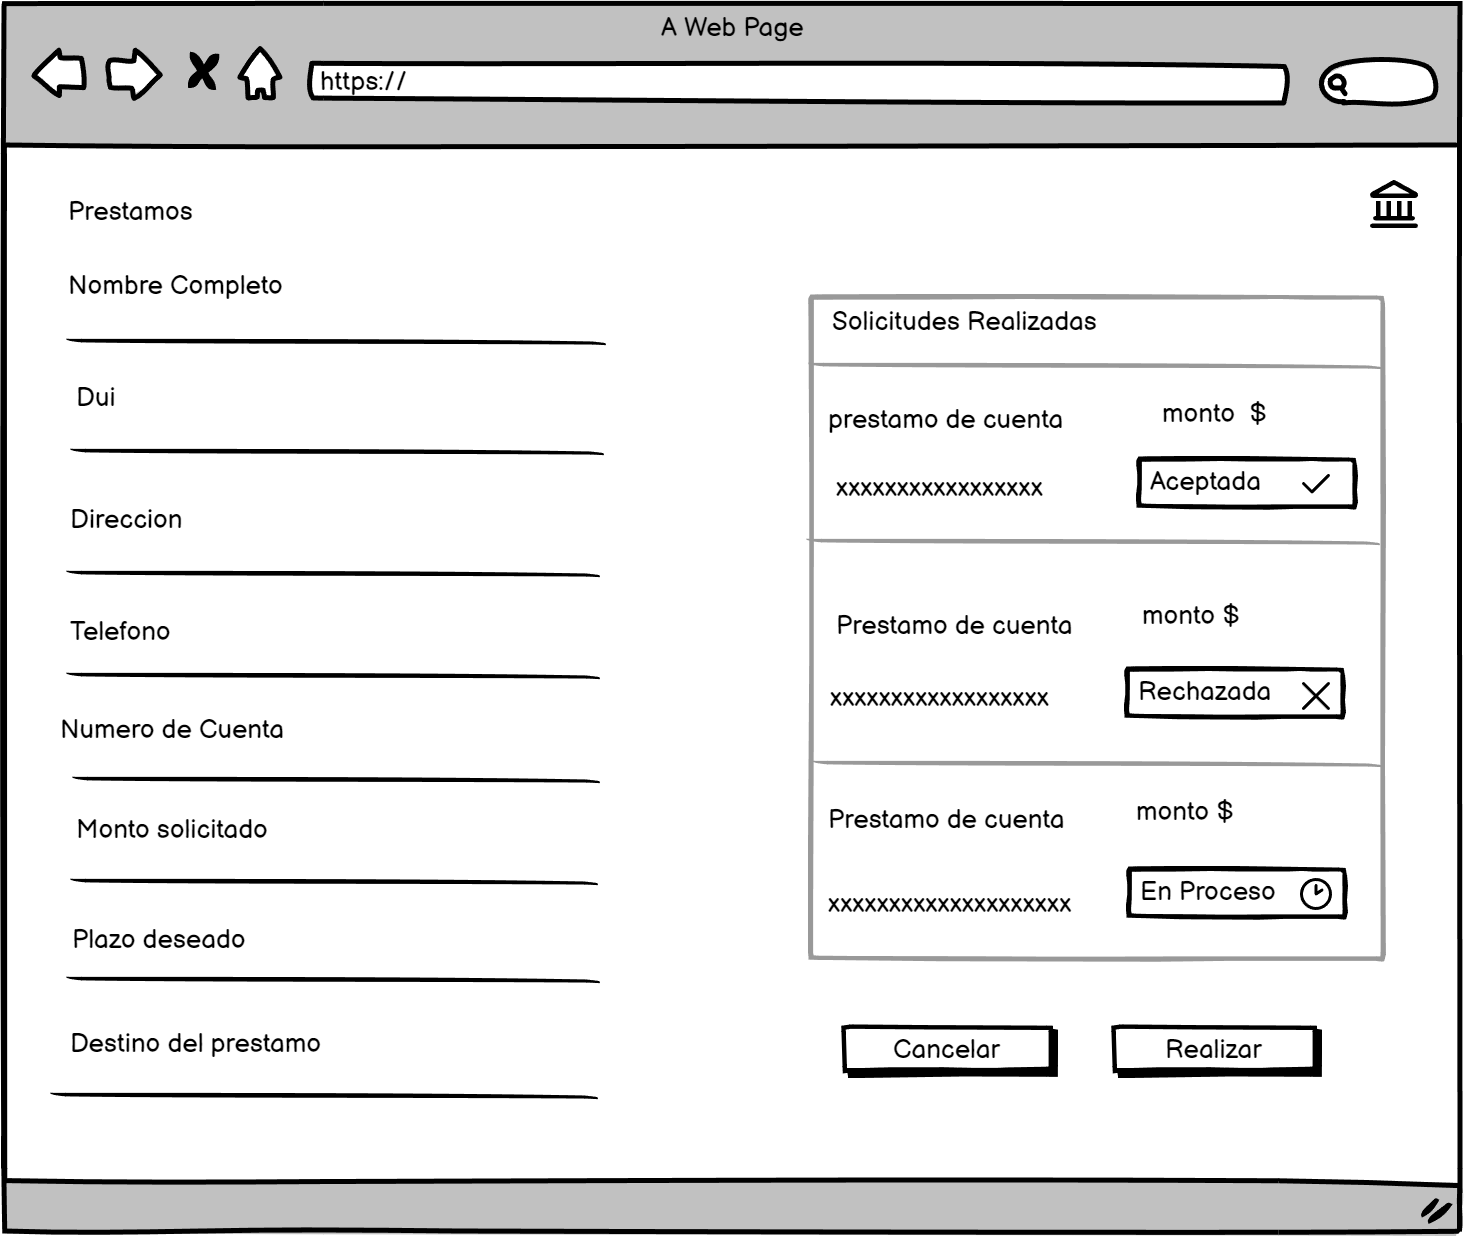 A Web Page
https://
Prestamos
Nombre Completo
Dui
Direccion
Telefono
Numero de Cuenta
Monto solicitado
Plazo deseado
Destino del prestamo
Solicitudes Realizadas
prestamo de cuenta
monto $
xxxxxxxxxxxxxxxxx
Aceptada
Prestamo de cuenta
monto $
xxxxxxxxxxxxxxxxxx
Rechazada
Prestamo de cuenta
monto $
xxxxxxxxxxxxxxxxxxxx
En Proceso
Cancelar
Realizar